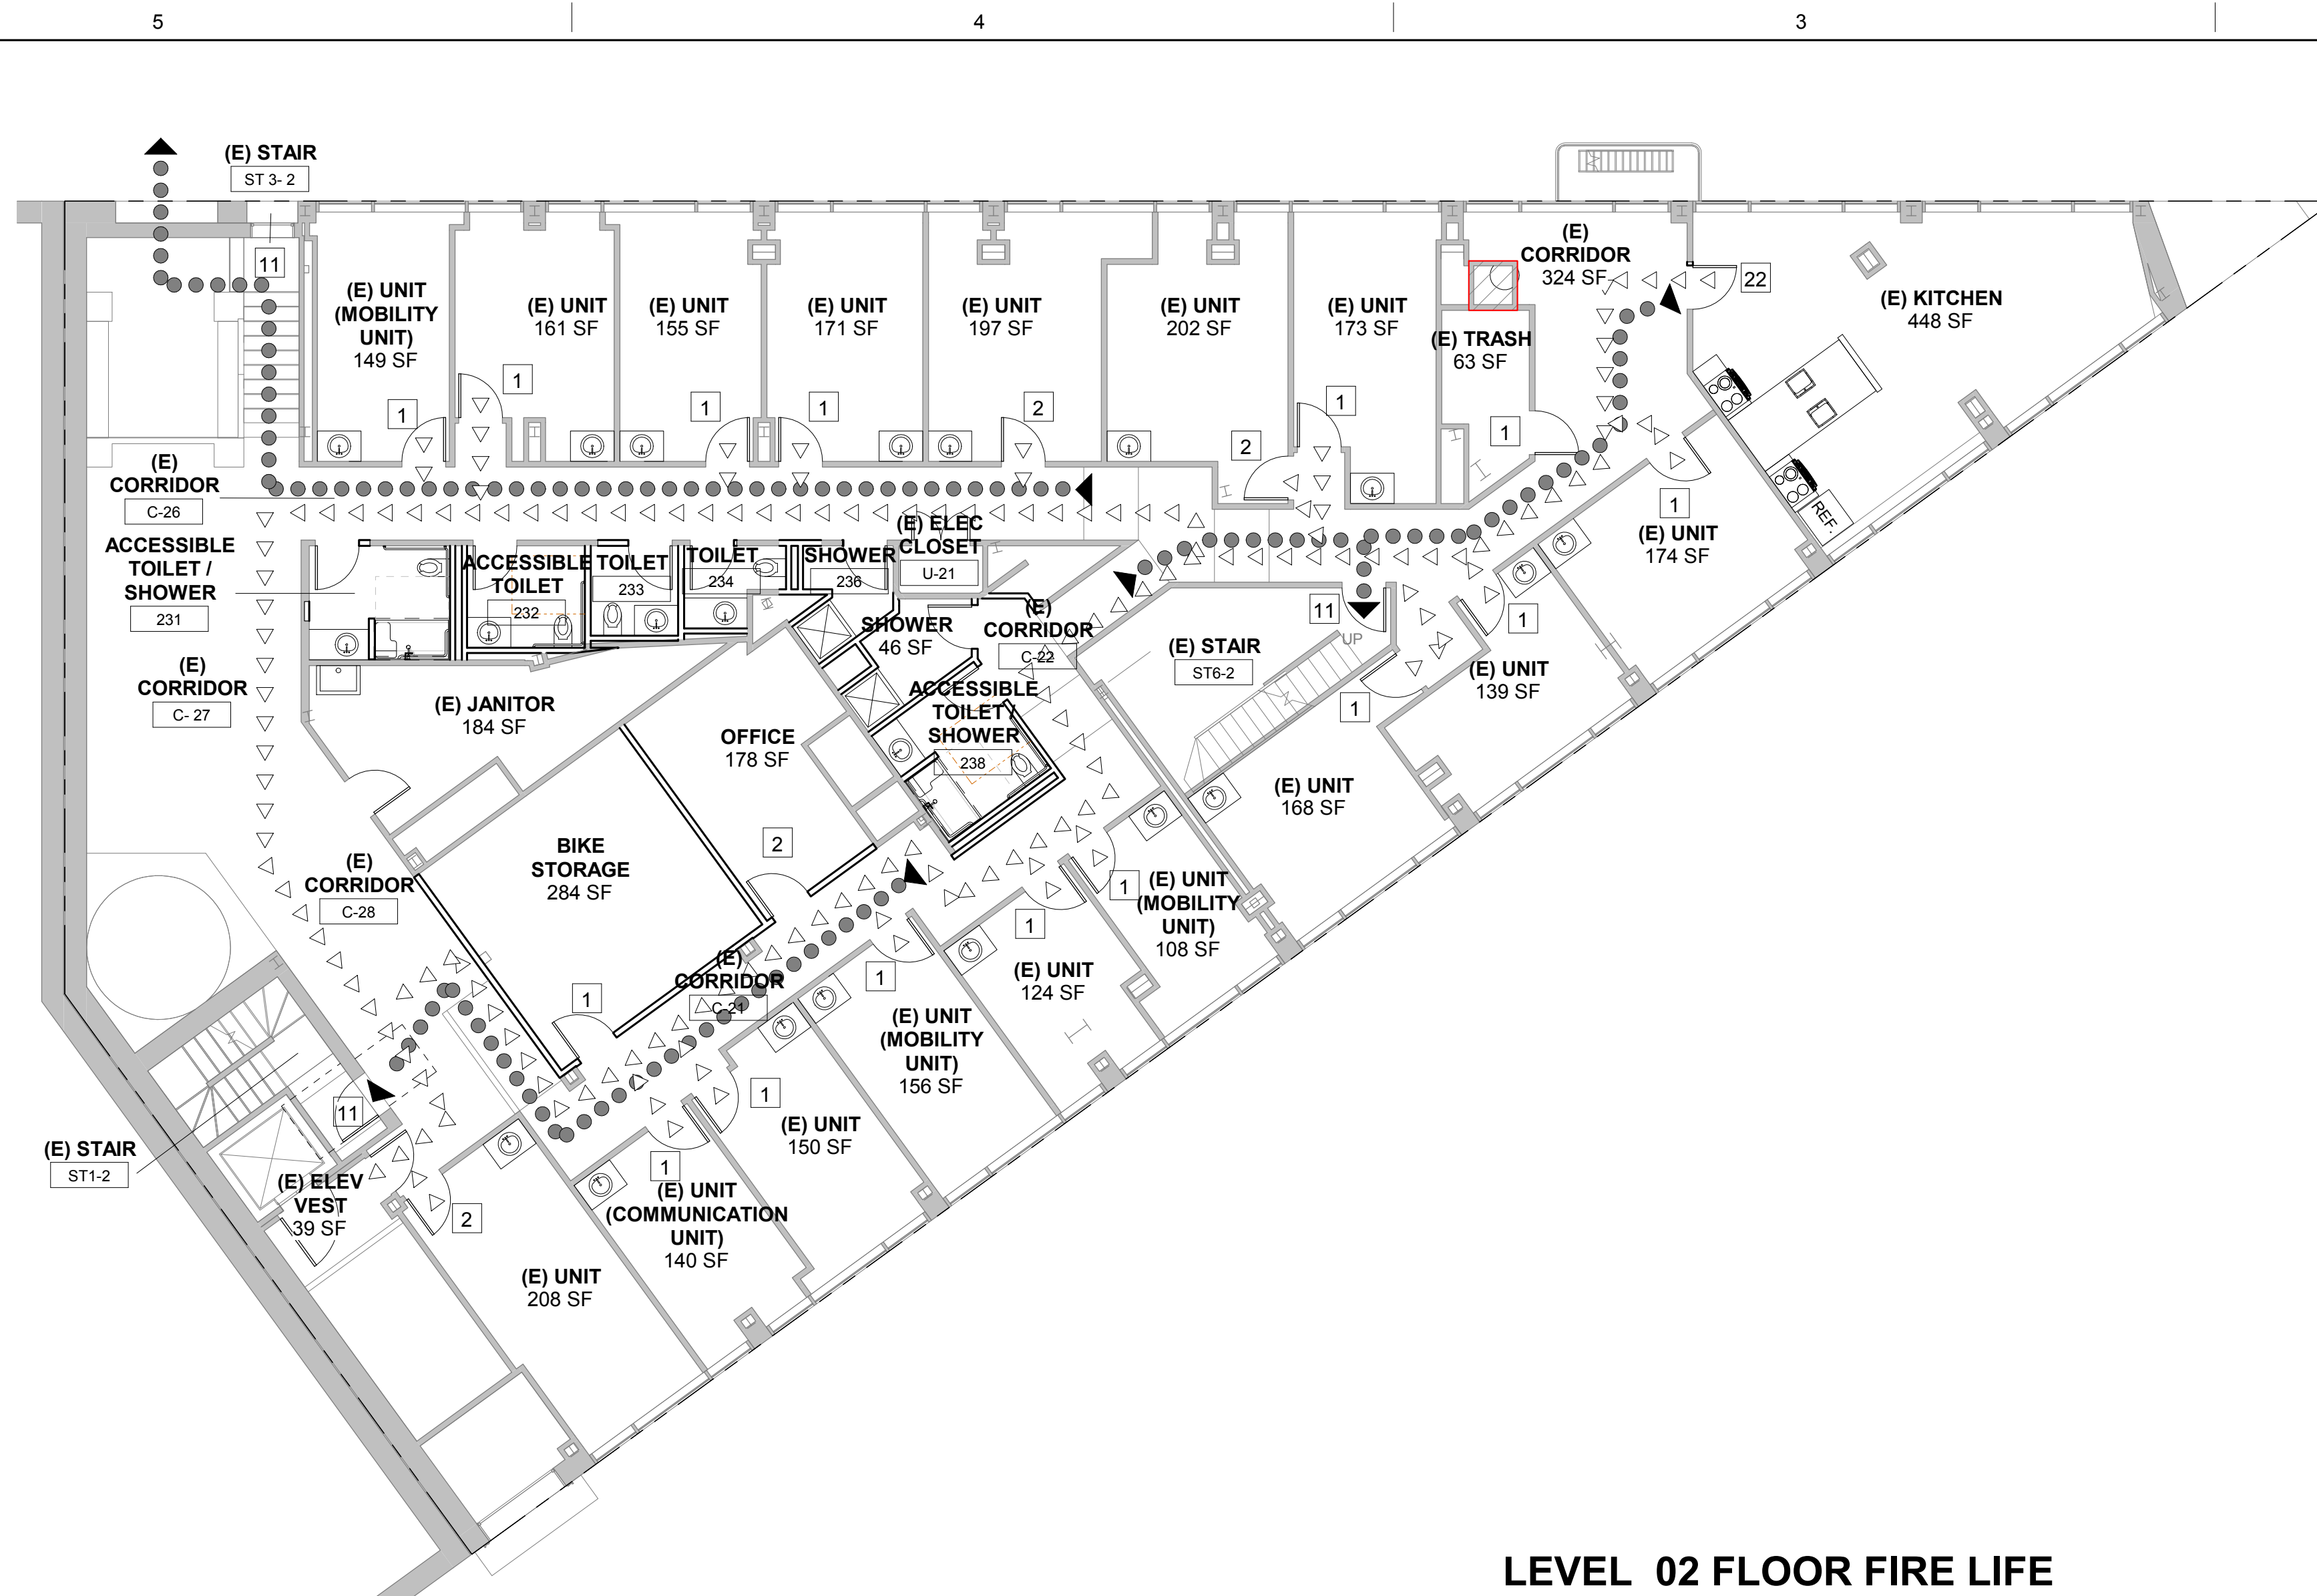 5
4
3
(E) STAIR
ST 3- 2
11
(E) UNIT
(MOBILITY
UNIT)
149 SF
1
(E) UNIT
161 SF
1
(E) UNIT
155 SF
1
(E) UNIT
171 SF
1
(E) UNIT
197 SF
2
(E) UNIT
202 SF
2
(E) UNIT
173 SF
1
(E) TRASH
63 SF
1
(E)
CORRIDOR
324 SF
22
(E) KITCHEN
448 SF
REF.
(E)
CORRIDOR
C-26
ACCESSIBLE
TOILET /
SHOWER
231
(E)
CORRIDOR
C- 27
ACCESSIBLE
TOILET
232
TOILET
233
TOILET
234
SHOWER
236
(E) ELEC
CLOSET
U-21
SHOWER
46 SF
(E)
CORRIDOR
C-22
(E) STAIR
ST6-2
11
UP
1
(E) UNIT
174 SF
1
1
(E) UNIT
139 SF
1
(E) JANITOR
184 SF
OFFICE
178 SF
2
ACCESSIBLE
TOILET /
SHOWER
238
(E) UNIT
168 SF
BIKE
STORAGE
284 SF
1
(E)
CORRIDOR
C-28
(E)
CORRIDOR
C-21
1
(E) UNIT
(MOBILITY
UNIT)
108 SF
1
(E) UNIT
124 SF
1
(E) UNIT
(MOBILITY
UNIT)
156 SF
1
(E) UNIT
150 SF
11
(E) STAIR
ST1-2
(E) ELEV
VEST
39 SF
2
1
(E) UNIT
(COMMUNICATION
UNIT)
140 SF
(E) UNIT
208 SF
LEVEL 02 FLOOR FIRE LIFE